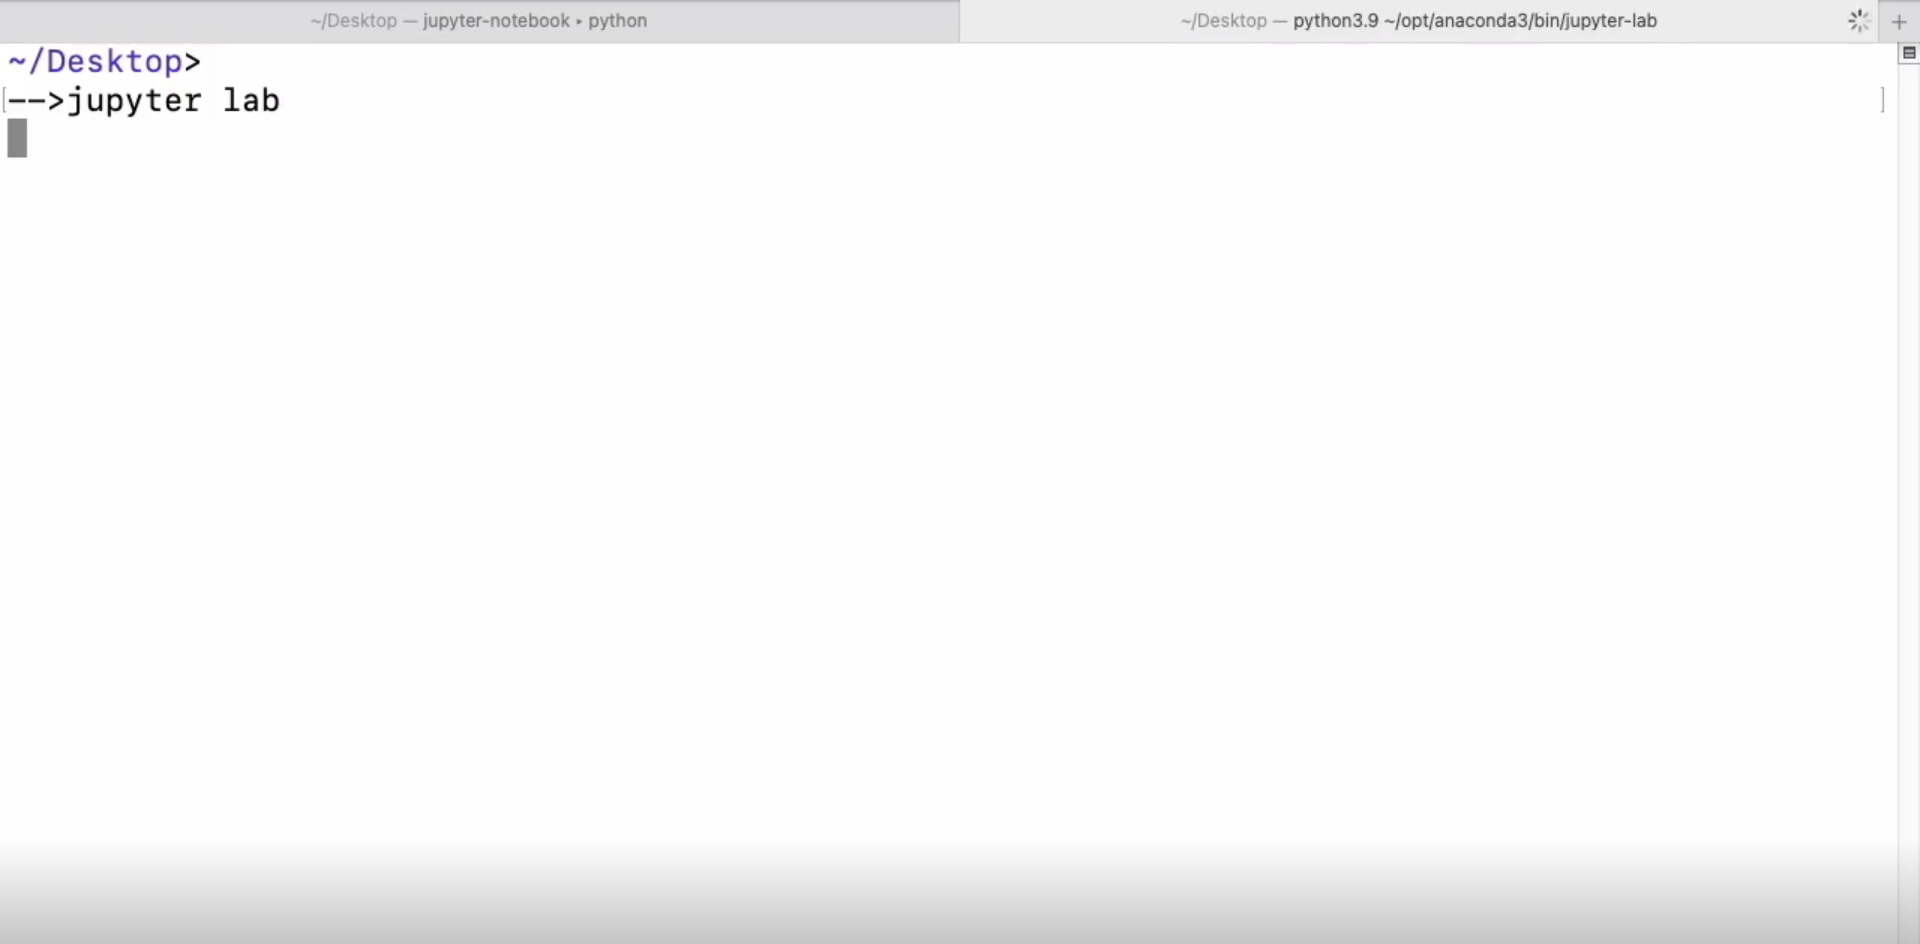 ~/Desktop — jupyter-notebook ▸ python
~/Desktop — python3.9 ~/opt/anaconda3/bin/jupyter-lab
~/Desktop>
[-->jupyter lab ]